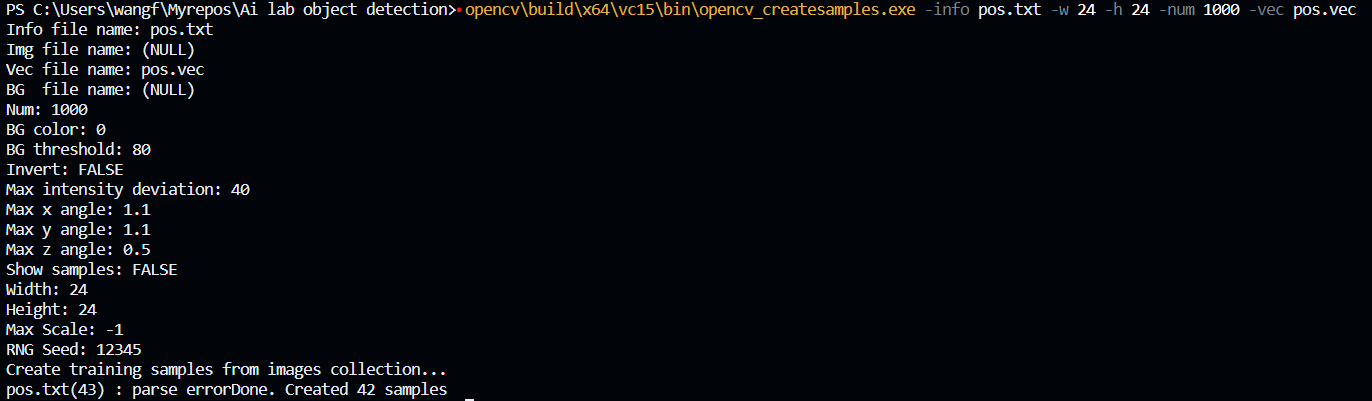 PS C:\Users\wangf\Myrepos\Ai lab object detection> opencv\build\x64\vc15\bin\opencv_createsamples.exe -info pos.txt -w 24 -h 24 -num 1000 -vec pos.vec
Info file name: pos.txt
Img file name: (NULL)
Vec file name: pos.vec
BG  file name: (NULL)
Num: 1000
BG color: 0
BG threshold: 80
Invert: FALSE
Max intensity deviation: 40
Max x angle: 1.1
Max y angle: 1.1
Max z angle: 0.5
Show samples: FALSE
Width: 24
Height: 24
Max Scale: -1
RNG Seed: 12345
Create training samples from images collection...
pos.txt(43) : parse errorDone. Created 42 samples